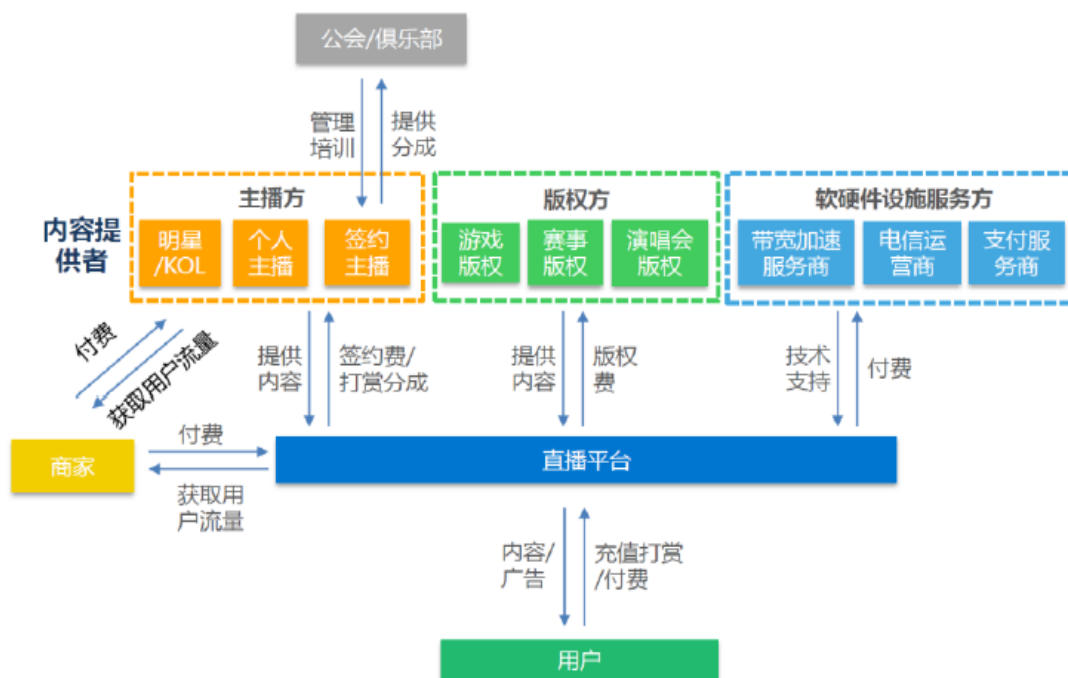 公会/俱乐部
管理
培训
提供
分成
内容提
供者
主播方
明星
/KOL
个人
主播
签约
主播
版权方
游戏
版权
赛事
版权
演唱会
版权
软硬件设施服务方
带宽加速
服务商
电信运
营商
支付服
务商
付费
获取用户流量
提供
内容
签约费/
打赏分成
提供
内容
版权
费
技术
支持
付费
商家
付费
获取用
户流量
直播平台
内容/
广告
充值打赏
/付费
用户